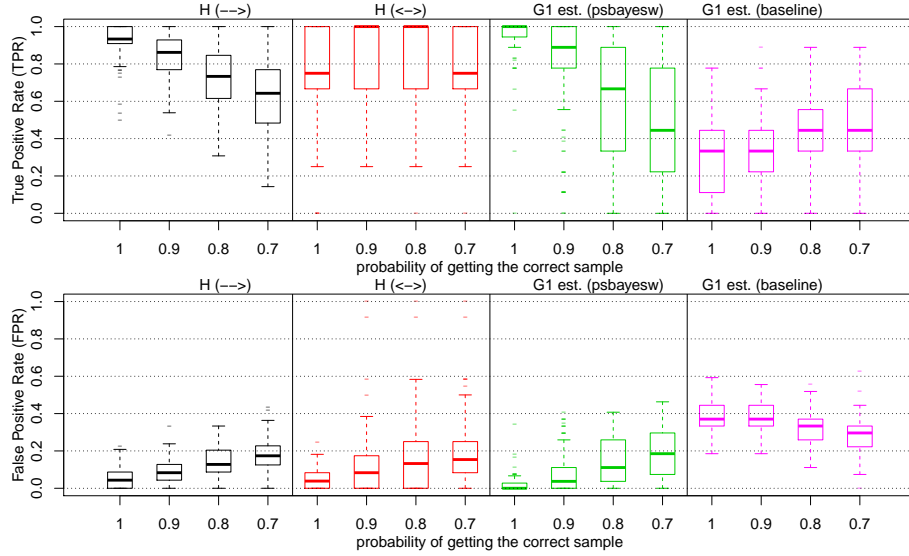 H (-->) H (<->) G1 est. (psbayesw) G1 est. (baseline)
True Positive Rate (TPR)
1.0
0.8
0.6
0.4
0.2
0.0
1 0.9 0.8 0.7 1 0.9 0.8 0.7 1 0.9 0.8 0.7 1 0.9 0.8 0.7
probability of getting the correct sample
H (-->) H (<->) G1 est. (psbayesw) G1 est. (baseline)
False Positive Rate (FPR)
1.0
0.8
0.6
0.4
0.2
0.0
1 0.9 0.8 0.7 1 0.9 0.8 0.7 1 0.9 0.8 0.7 1 0.9 0.8 0.7
probability of getting the correct sample